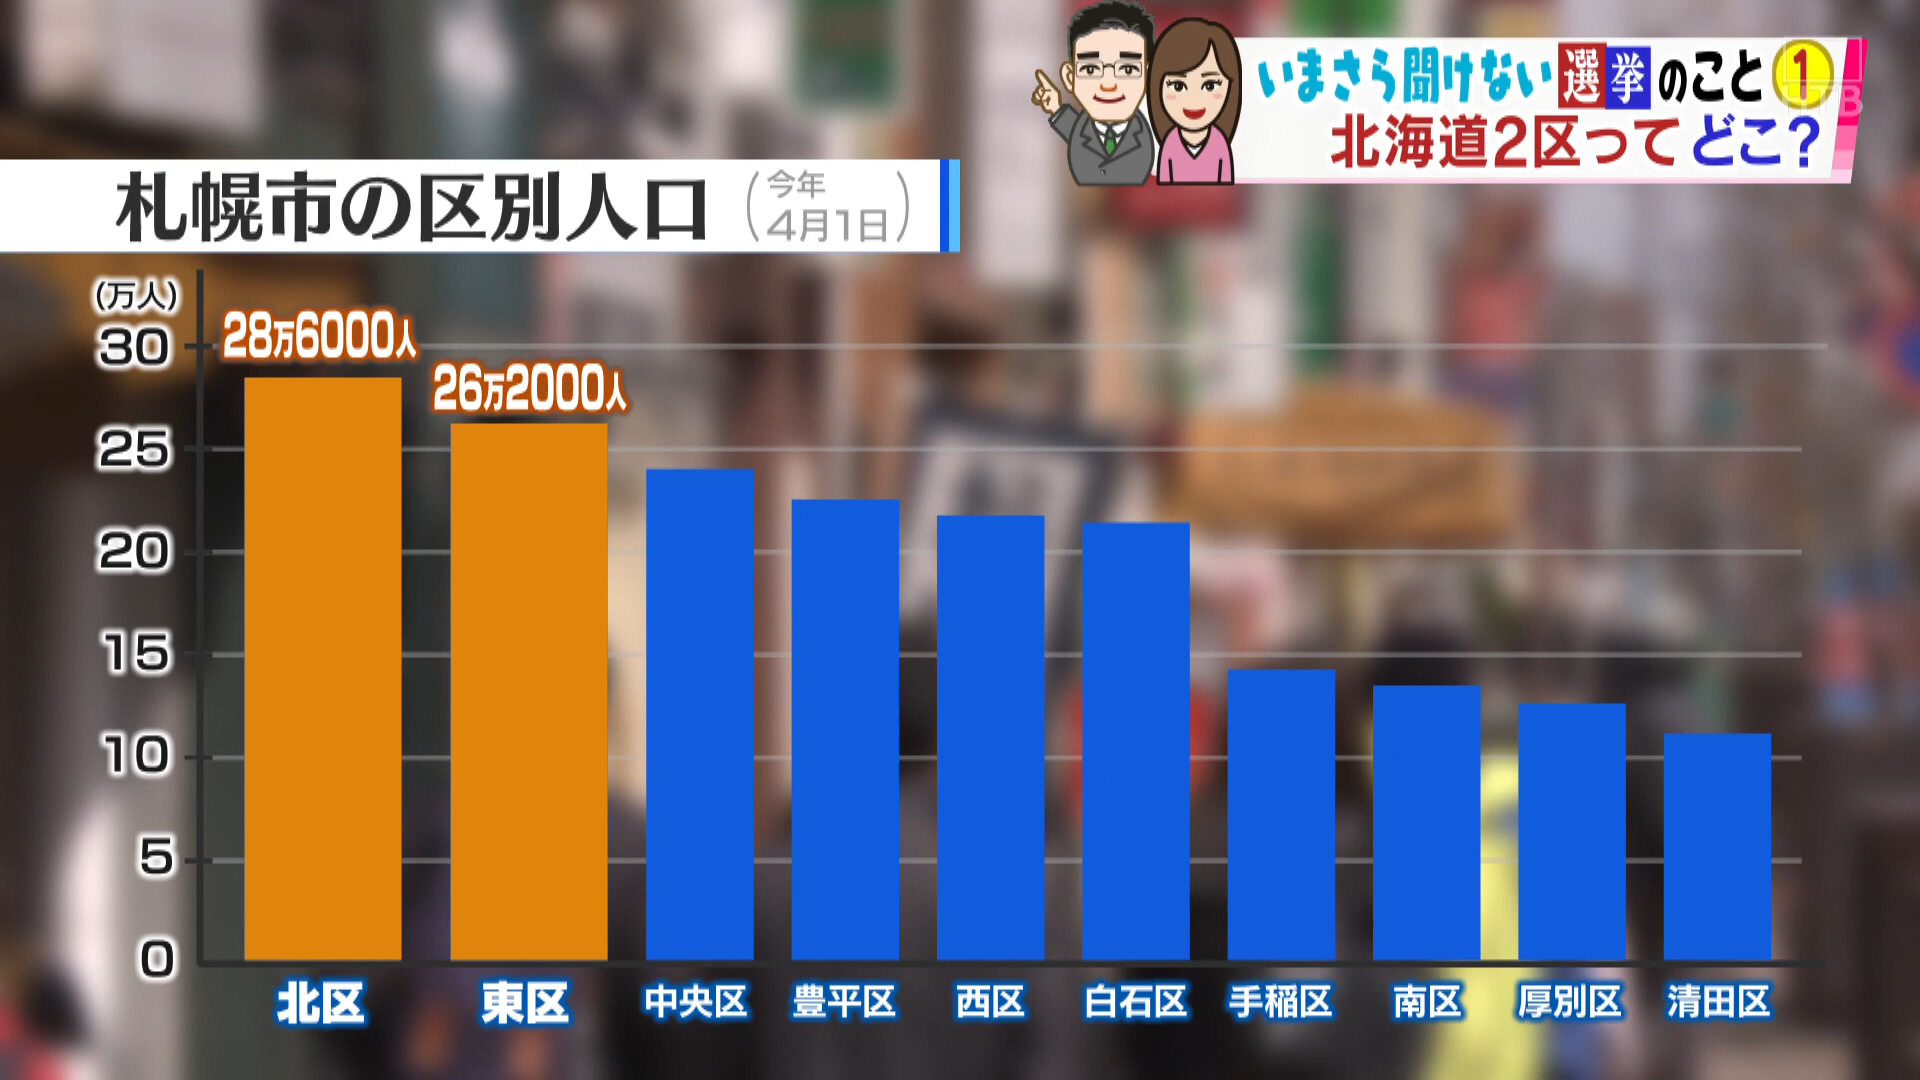 いまさら聞けない選挙のこと①
HTB
北海道2区ってどこ？
札幌市の区別人口（今年4月1日）
（万人）
30
25
20
15
10
5
0
28万6000人
26万2000人
北区 東区 中央区 豊平区 西区 白石区 手稲区 南区 厚別区 清田区